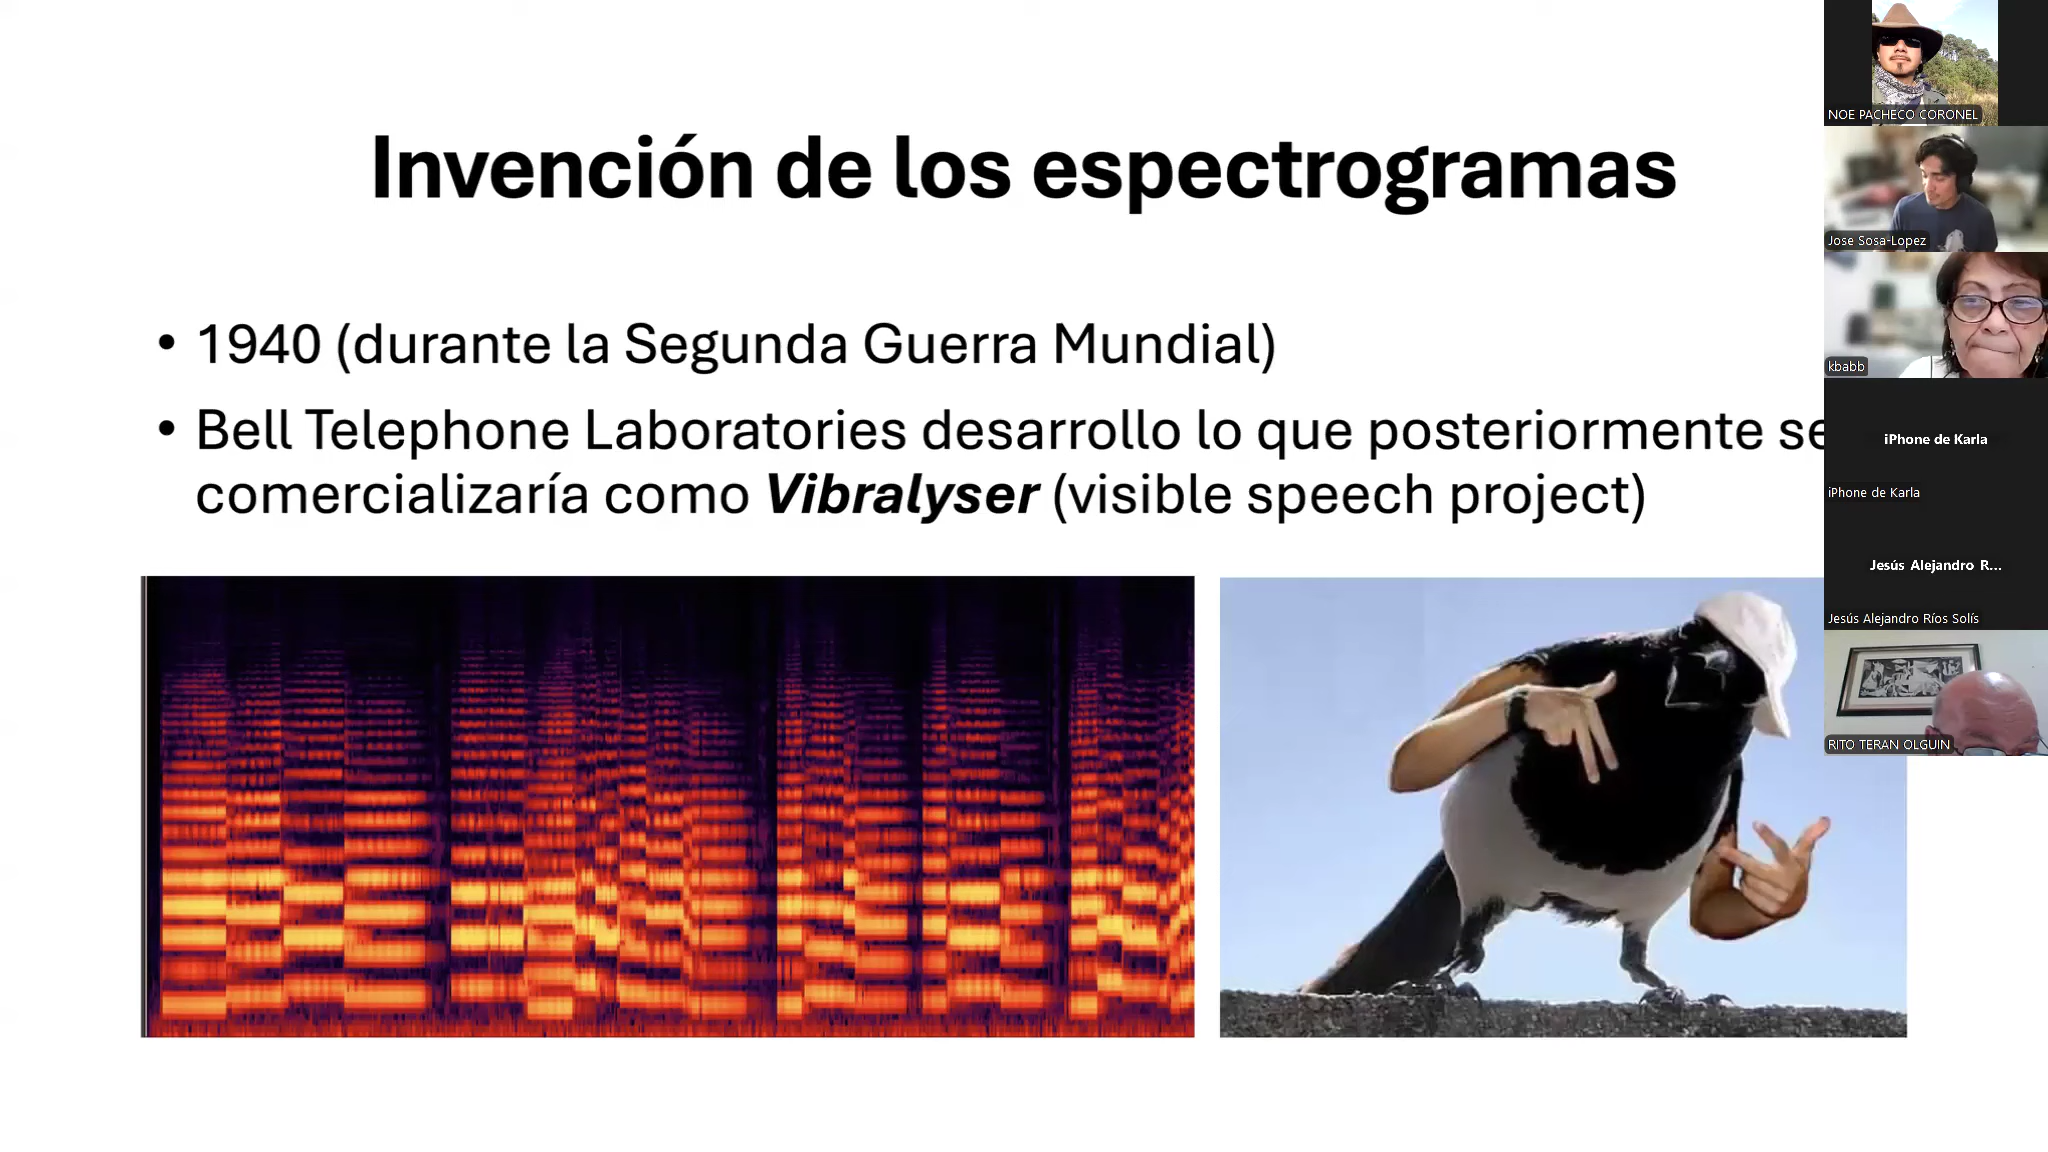 Invención de los espectrogramas
• 1940 (durante la Segunda Guerra Mundial)
• Bell Telephone Laboratories desarrollo lo que posteriormente se
comercializaría como Vibralyser (visible speech project)
NOE PACHECO CORONEL
Jose Sosa-Lopez
kbabb
iPhone de Karla
iPhone de Karla
Jesús Alejandro R...
Jesús Alejandro Ríos Solís
RITO TERAN OLGUIN